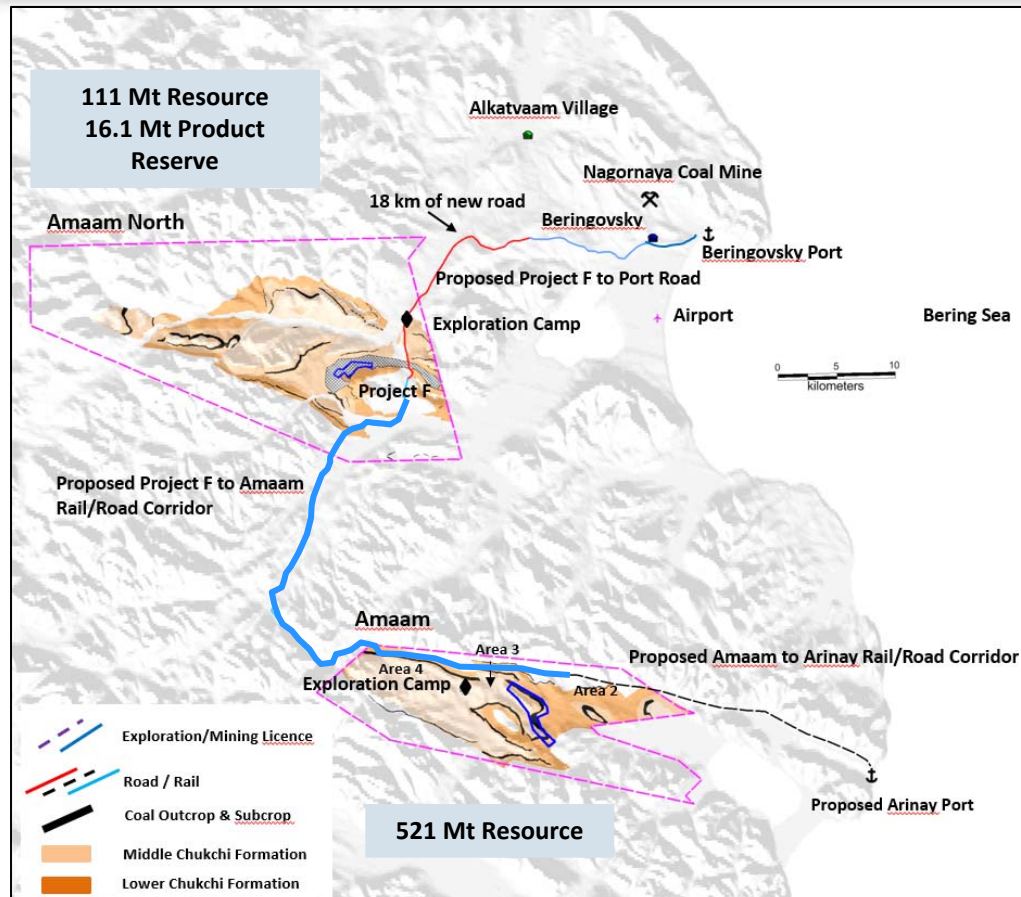 111 Mt Resource
16.1 Mt Product
Reserve
Alkatvaam Village
Nagornaya Coal Mine
18 km of new road
Beringovsky
Amaam North
Beringovsky Port
Proposed Project F to Port Road
Exploration Camp
Airport
Bering Sea
0 5 10
kilometers
Project F
Proposed Project F to Amaam
Rail/Road Corridor
Amaam
Area 3
Proposed Amaam to Arinay Rail/Road Corridor
Area 4
Exploration Camp
Area 2
Proposed Arinay Port
Exploration/Mining Licence
Road / Rail
Coal Outcrop & Subcrop
Middle Chukchi Formation
Lower Chukchi Formation
521 Mt Resource